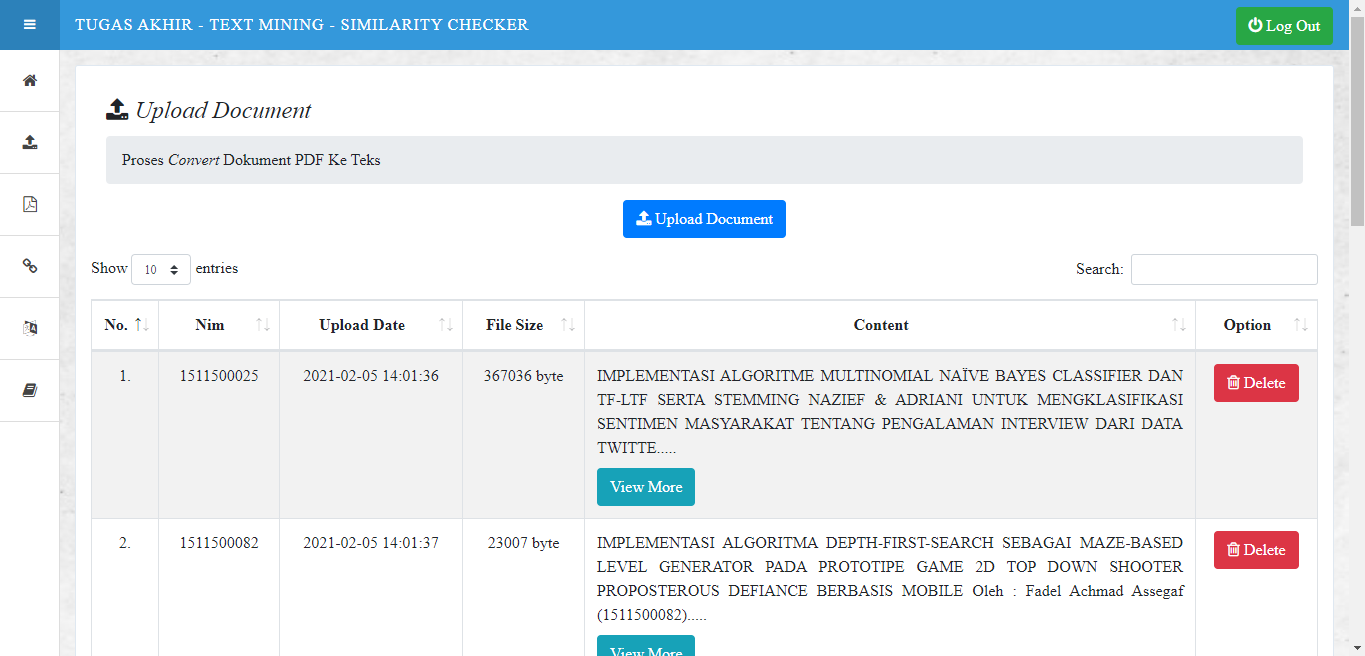 TUGAS AKHIR - TEXT MINING - SIMILARITY CHECKER
Log Out
Upload Document
Proses Convert Dokument PDF Ke Teks
Upload Document
Show 10 entries
Search:
No. Nim Upload Date File Size Content Option
1. 1511500025 2021-02-05 14:01:36 367036 byte
IMPLEMENTASI ALGORITME MULTINOMIAL NAÏVE BAYES CLASSIFIER DAN
TF-LTF SERTA STEMMING NAZIEF & ADRIANI UNTUK MENGKLASIFIKASI
SENTIMEN MASYARAKAT TENTANG PENGALAMAN INTERVIEW DARI DATA
TWITTE.....
View More
Delete
2. 1511500082 2021-02-05 14:01:37 23007 byte
IMPLEMENTASI ALGORITMA DEPTH-FIRST-SEARCH SEBAGAI MAZE-BASED
LEVEL GENERATOR PADA PROTOTIPE GAME 2D TOP DOWN SHOOTER
PROPOSTEROUS DEFIANCE BERBASIS MOBILE Oleh : Fadel Achmad Assegaf
(1511500082).....
View More
Delete